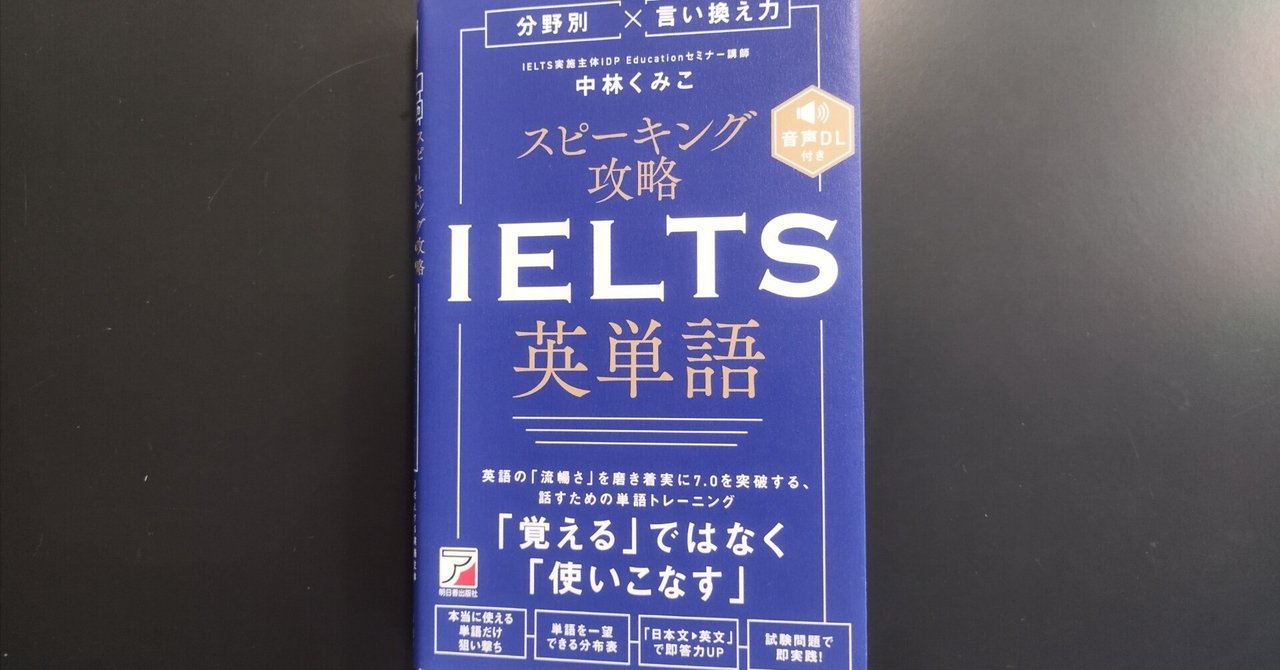 分野別×言い換え力
IELTS実施主体IDP Educationセミナー講師
中林くみこ
音声DL
付き
スピーキング
攻略
IELTS
英単語
英語の「流暢さ」を磨き着実に7.0を突破する、
話すための単語トレーニング
「覚える」ではなく
「使いこなす」
明日香出版社
本当に使える
単語だけ
狙い撃ち
単語を一望
できる分布表
「日本文▶英文」
で即答力UP
試験問題で
即実践!
スピーキング攻略